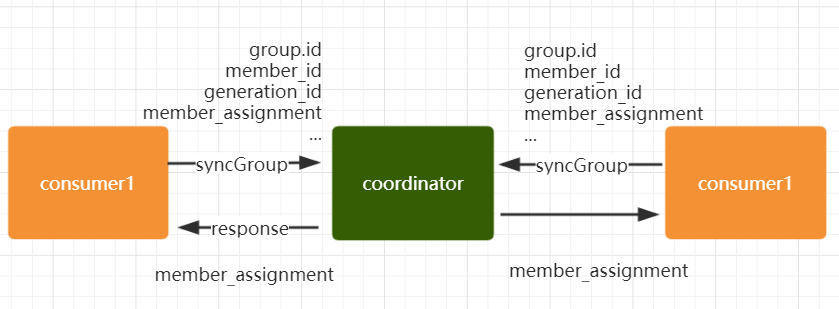 group.id
member_id
generation_id
member_assignment
...
group.id
member_id
generation_id
member_assignment
...
consumer1
syncGroup
coordinator
syncGroup
consumer1
response
member_assignment
member_assignment